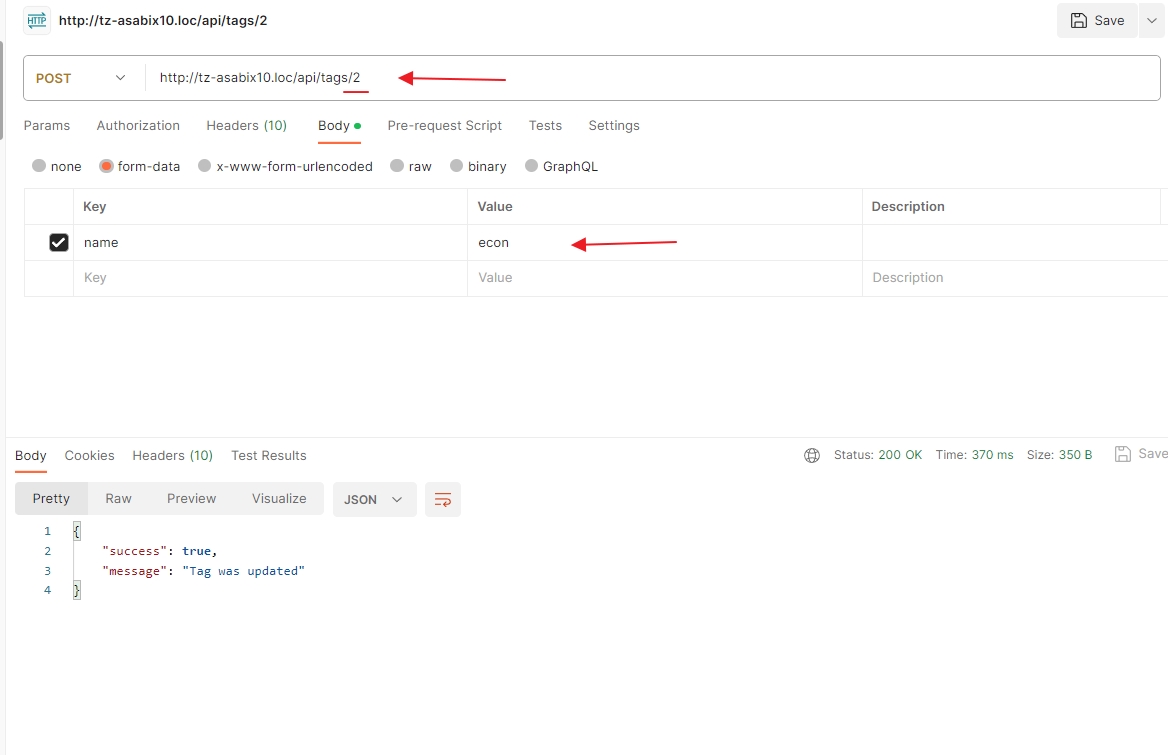 HTTP http://tz-asabix10.loc/api/tags/2 Save
POST http://tz-asabix10.loc/api/tags/2
Params Authorization Headers (10) Body Pre-request Script Tests Settings
none form-data x-www-form-urlencoded raw binary GraphQL
Key Value Description
name econ
Key Value Description
Body Cookies Headers (10) Test Results Status: 200 OK Time: 370 ms Size: 350 B Save
Pretty Raw Preview Visualize JSON
1 {
2 "success": true,
3 "message": "Tag was updated"
4 }